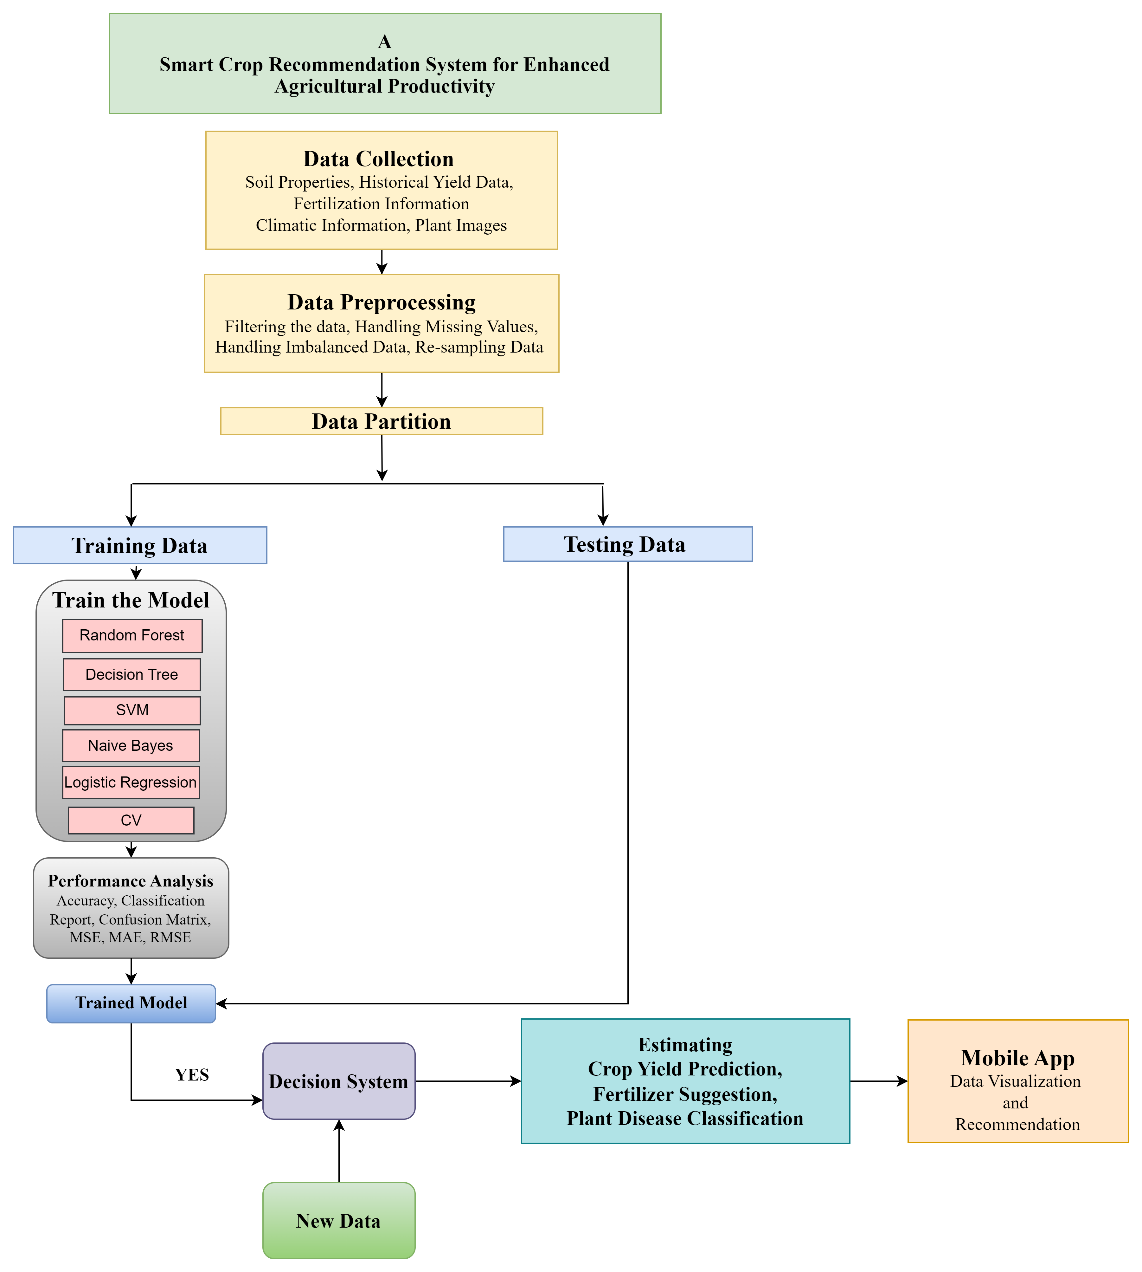 A
Smart Crop Recommendation System for Enhanced
Agricultural Productivity
Data Collection
Soil Properties, Historical Yield Data,
Fertilization Information
Climatic Information, Plant Images
Data Preprocessing
Filtering the data, Handling Missing Values,
Handling Imbalanced Data, Re-sampling Data
Data Partition
Training Data
Testing Data
Train the Model
Random Forest
Decision Tree
SVM
Naive Bayes
Logistic Regression
CV
Performance Analysis
Accuracy, Classification
Report, Confusion Matrix,
MSE, MAE, RMSE
Trained Model
YES
Decision System
Estimating
Crop Yield Prediction,
Fertilizer Suggestion,
Plant Disease Classification
Mobile App
Data Visualization
and
Recommendation
New Data